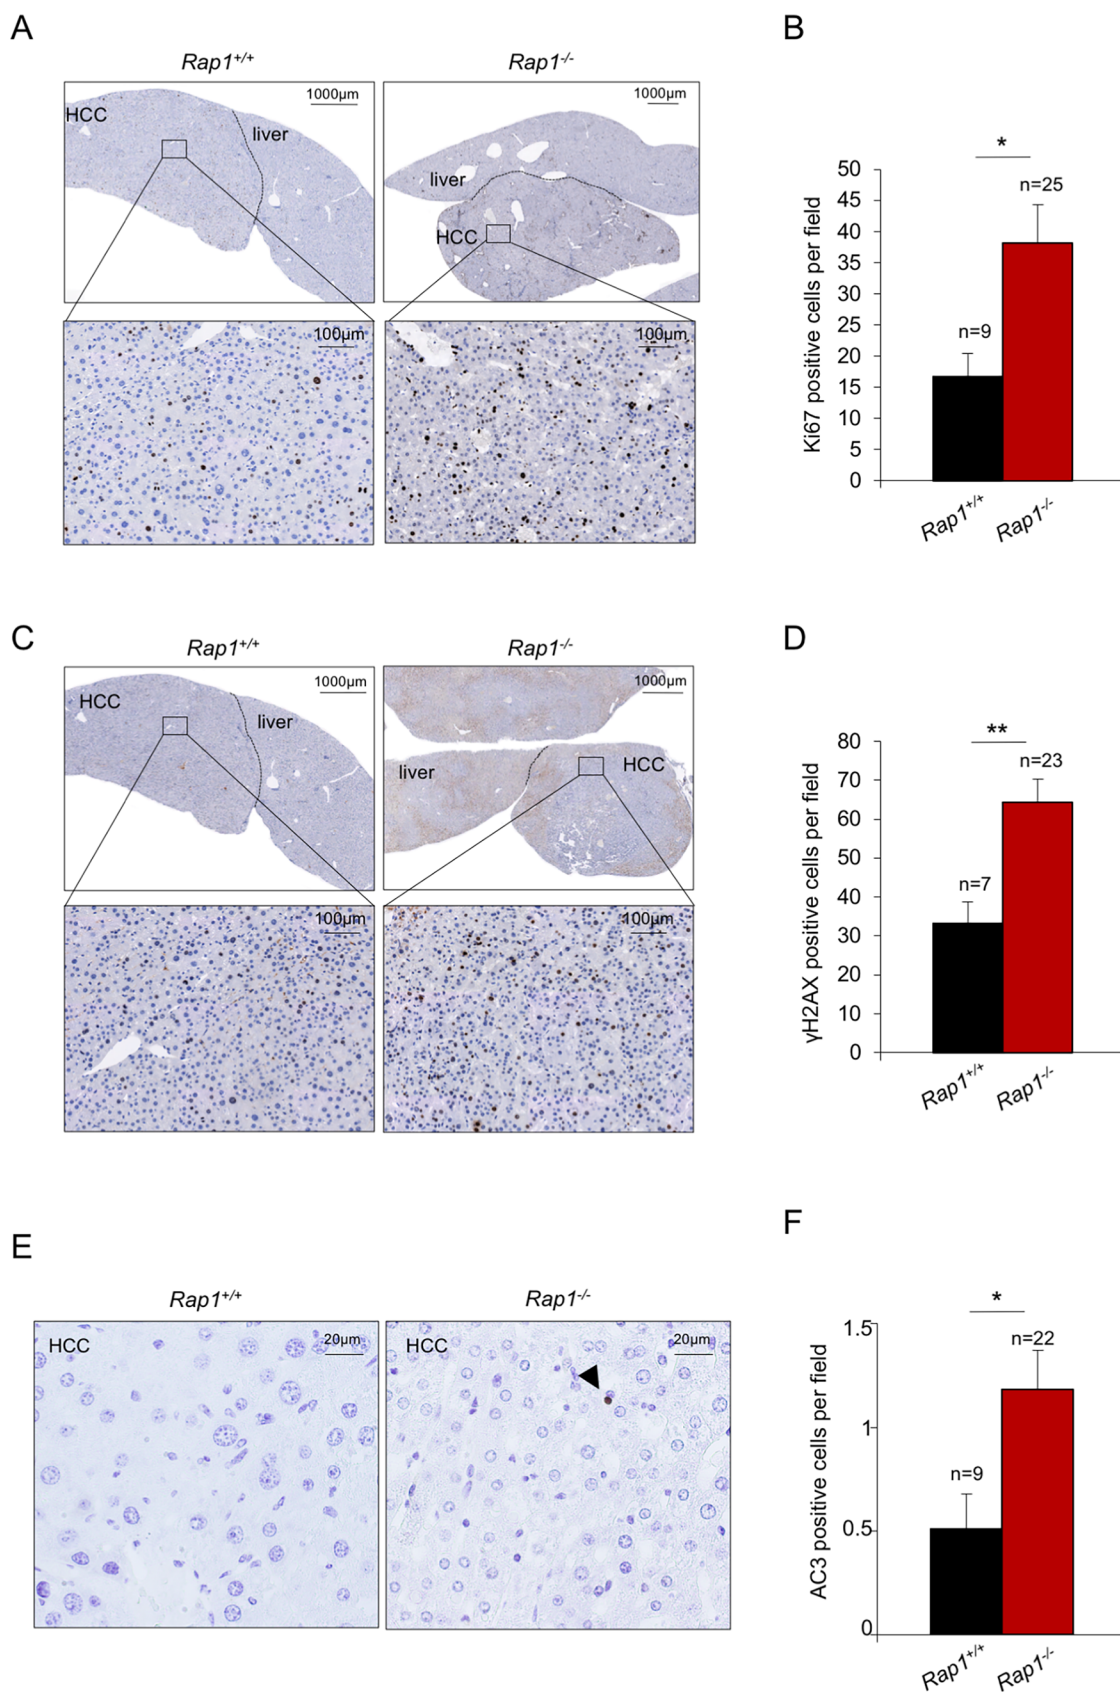 A
Rap1+/+
Rap1-/-
HCC
liver
1000µm
liver
HCC
1000µm
100µm
100µm
B
Ki67 positive cells per field
50
45
40
35
30
25
20
15
10
5
0
*
n=9
n=25
Rap1+/+
Rap1-/-
C
Rap1+/+
Rap1-/-
HCC
liver
1000µm
liver
HCC
1000µm
100µm
100µm
D
γH2AX positive cells per field
80
70
60
50
40
30
20
10
0
**
n=7
n=23
Rap1+/+
Rap1-/-
E
Rap1+/+
Rap1-/-
HCC
20µm
HCC
20µm
F
AC3 positive cells per field
1.5
1
0.5
0
*
n=9
n=22
Rap1+/+
Rap1-/-